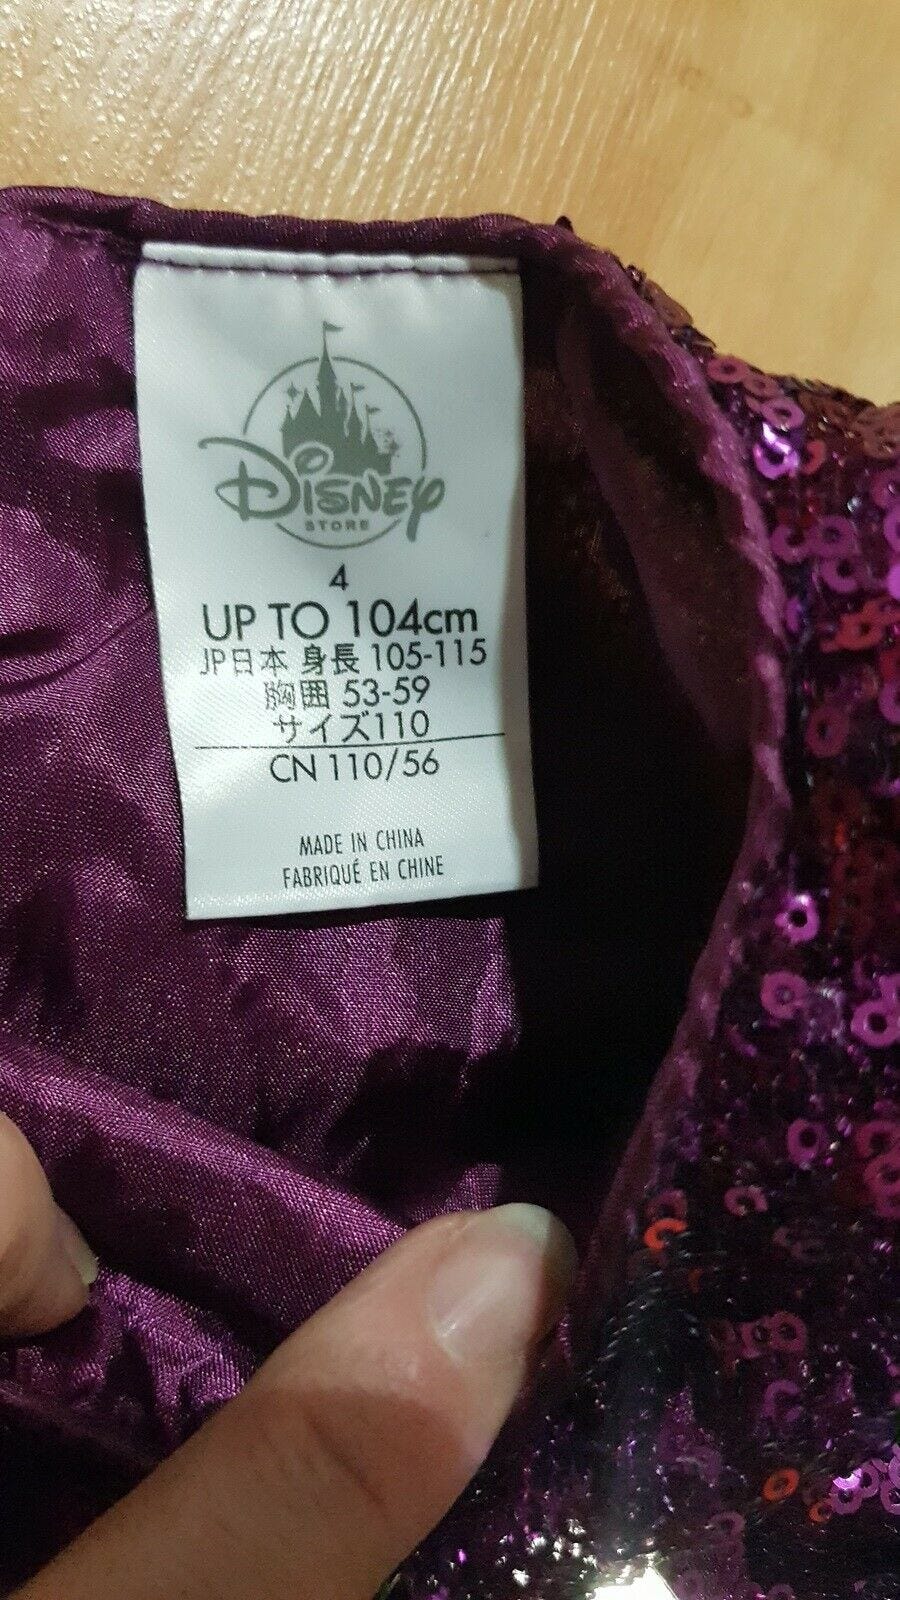 Disney
STORE
4
UP TO 104cm
JP日本 身長 105-115
胸囲 53-59
サイズ110
CN 110/56
MADE IN CHINA
FABRIQUÉ EN CHINE